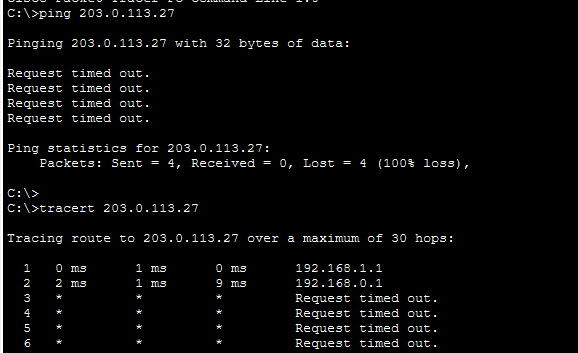 C:\>ping 203.0.113.27
Pinging 203.0.113.27 with 32 bytes of data:
Request timed out.
Request timed out.
Request timed out.
Request timed out.
Ping statistics for 203.0.113.27:
Packets: Sent = 4, Received = 0, Lost = 4 (100% loss),
C:\>
C:\>tracert 203.0.113.27
Tracing route to 203.0.113.27 over a maximum of 30 hops:
1 0 ms 1 ms 0 ms 192.168.1.1
2 2 ms 1 ms 9 ms 192.168.0.1
3 * * * Request timed out.
4 * * * Request timed out.
5 * * * Request timed out.
6 * * * Request timed out.